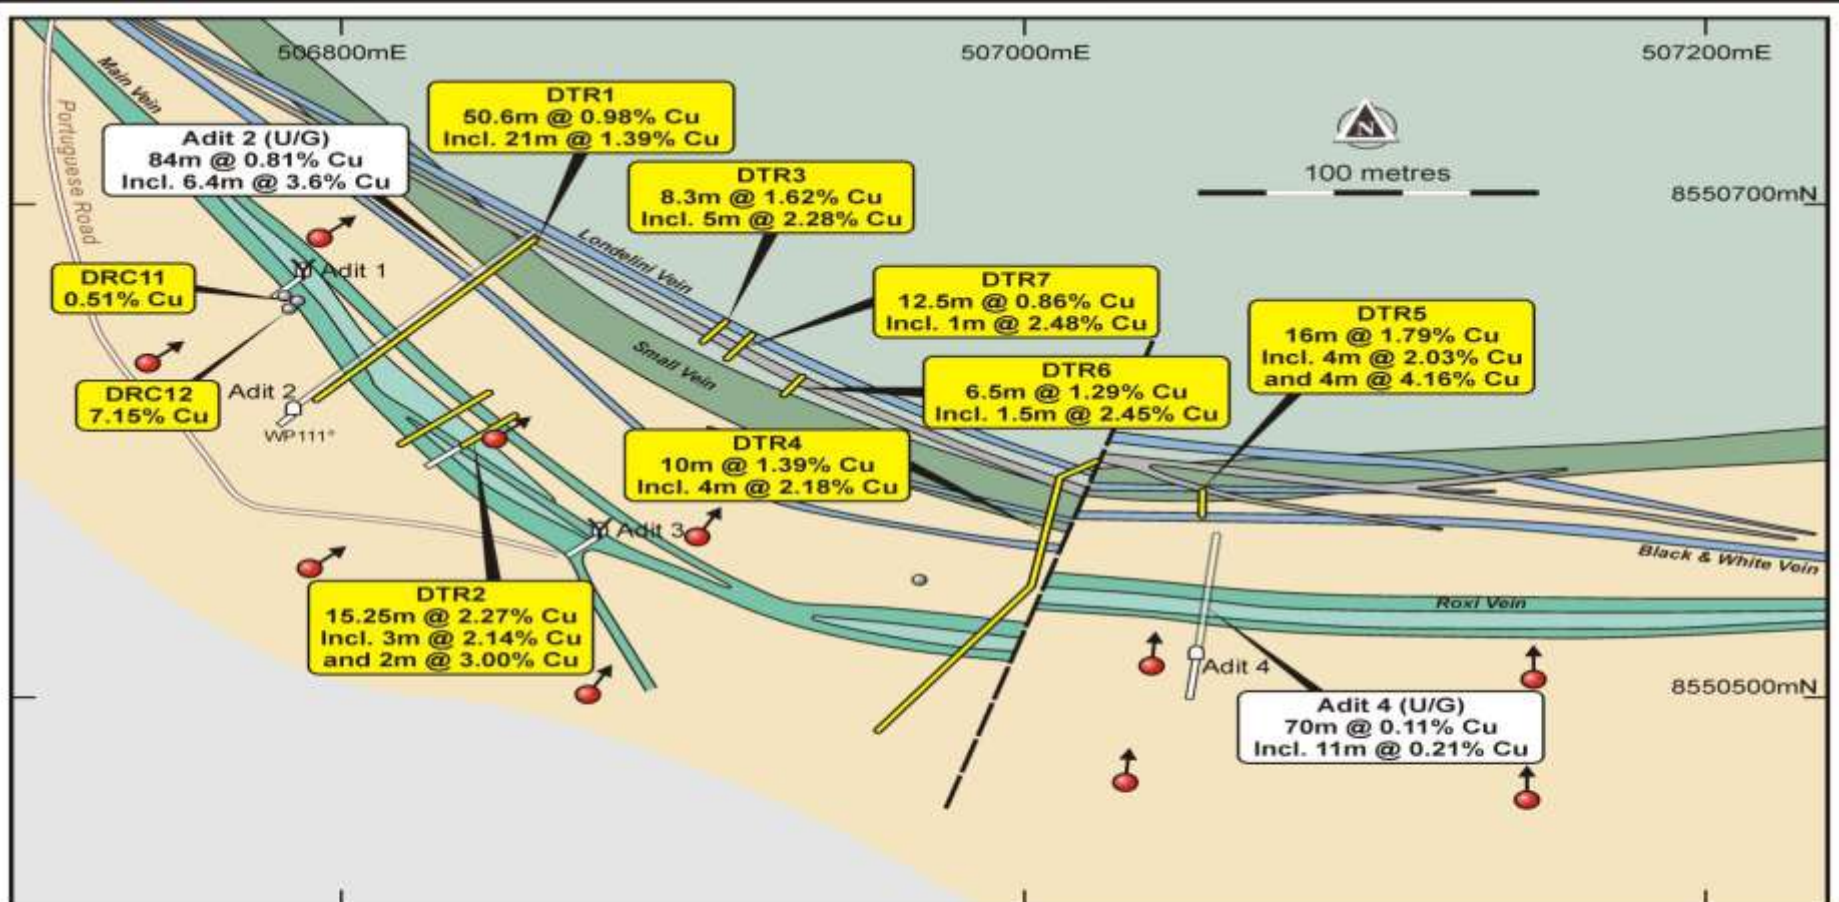 506800mE
507000mE
507200mE
Main Vein
Portuguese Road
Adit 2 (U/G)
84m @ 0.81% Cu
Incl. 6.4m @ 3.6% Cu
DTR1
50.6m @ 0.98% Cu
Incl. 21m @ 1.39% Cu
DTR3
8.3m @ 1.62% Cu
Incl. 5m @ 2.28% Cu
N
100 metres
8550700mN
Londelini Vein
Adit 1
DRC11
0.51% Cu
DTR7
12.5m @ 0.86% Cu
Incl. 1m @ 2.48% Cu
DTR5
16m @ 1.79% Cu
Incl. 4m @ 2.03% Cu
and 4m @ 4.16% Cu
Small Vein
DTR6
6.5m @ 1.29% Cu
Incl. 1.5m @ 2.45% Cu
DRC12
7.15% Cu
Adit 2
WP111°
DTR4
10m @ 1.39% Cu
Incl. 4m @ 2.18% Cu
Adit 3
Black & White Vein
DTR2
15.25m @ 2.27% Cu
Incl. 3m @ 2.14% Cu
and 2m @ 3.00% Cu
Roxi Vein
Adit 4
8550500mN
Adit 4 (U/G)
70m @ 0.11% Cu
Incl. 11m @ 0.21% Cu